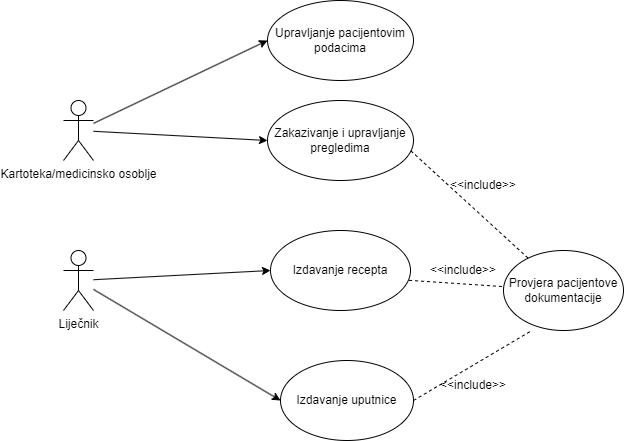 Upravljanje pacijentovim
podacima
Zakazivanje i upravljanje
pregledima
Kartoteka/medicinsko osoblje
<<include>>
Izdavanje recepta
<<include>>
Provjera pacijentove
dokumentacije
Liječnik
<<include>>
Izdavanje uputnice